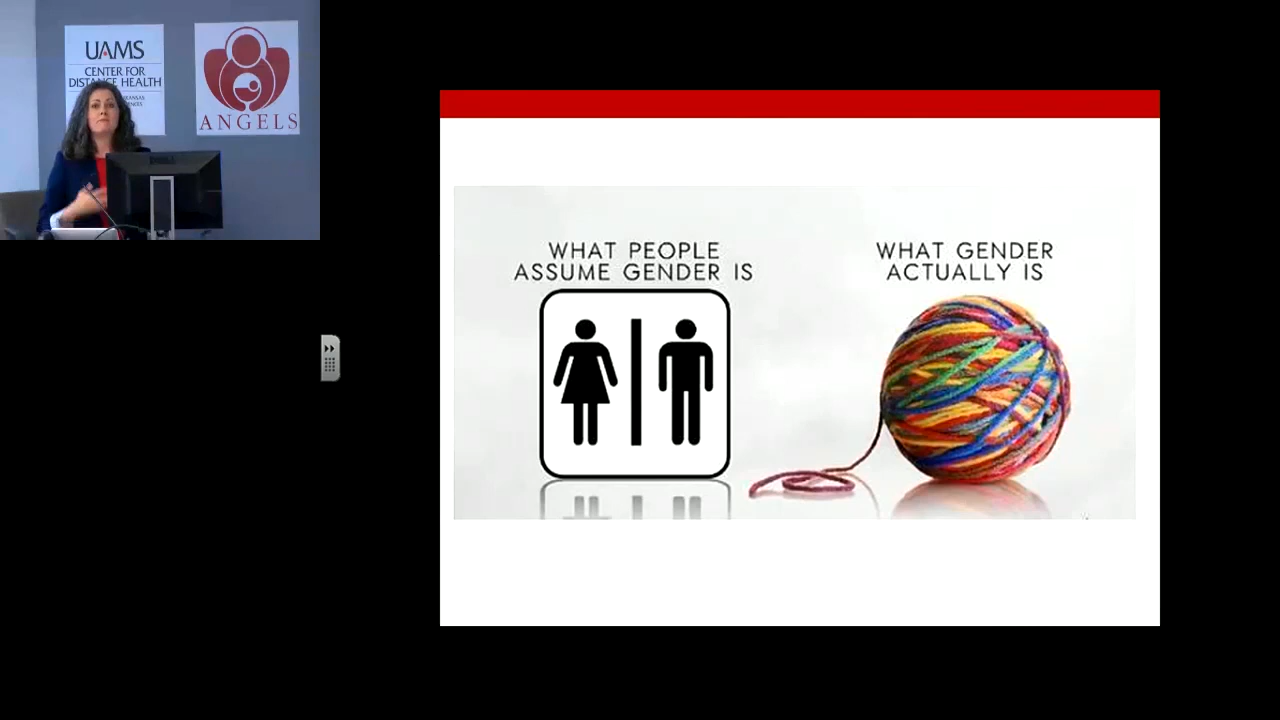 UAMS
CENTER FOR
DISTANCE HEALTH
ANGELS
WHAT PEOPLE
ASSUME GENDER IS
WHAT GENDER
ACTUALLY IS